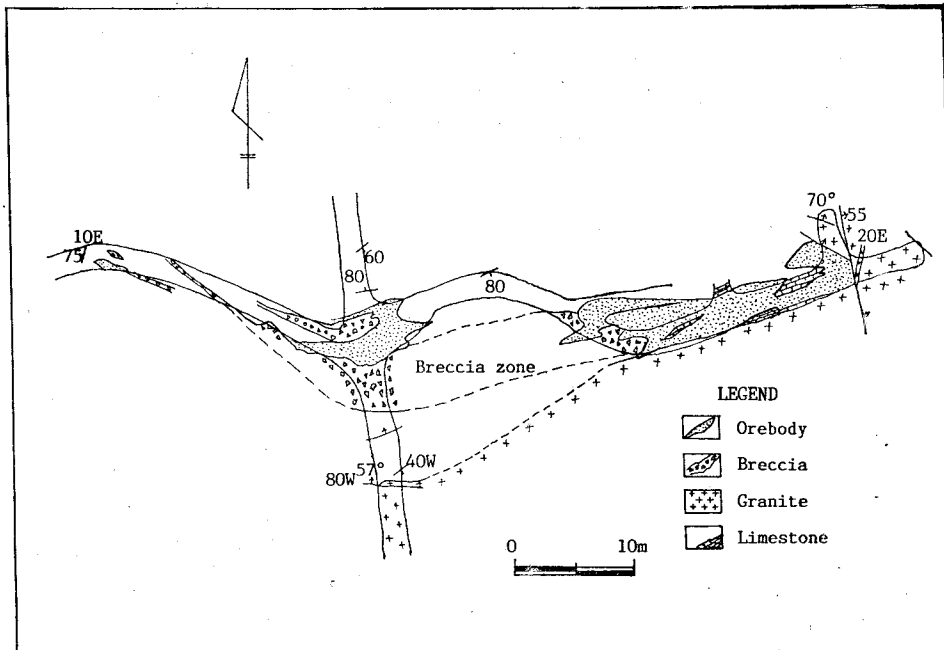 70°
55
20E
10E
75
60
80
80
Breccia zone
LEGEND
Orebody
Breccia
Granite
Limestone
57°
40W
80W
0 10m